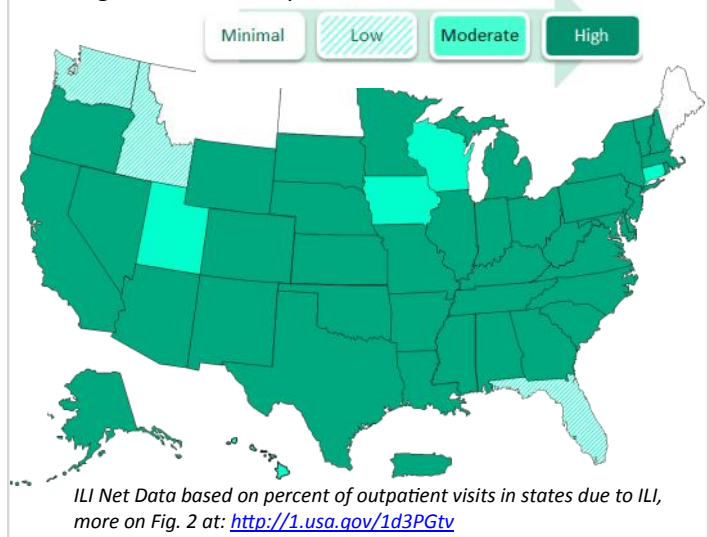 Minimal Low Moderate High
ILI Net Data based on percent of outpatient visits in states due to ILI,
more on Fig. 2 at: http://1.usa.gov/1d3PGtv